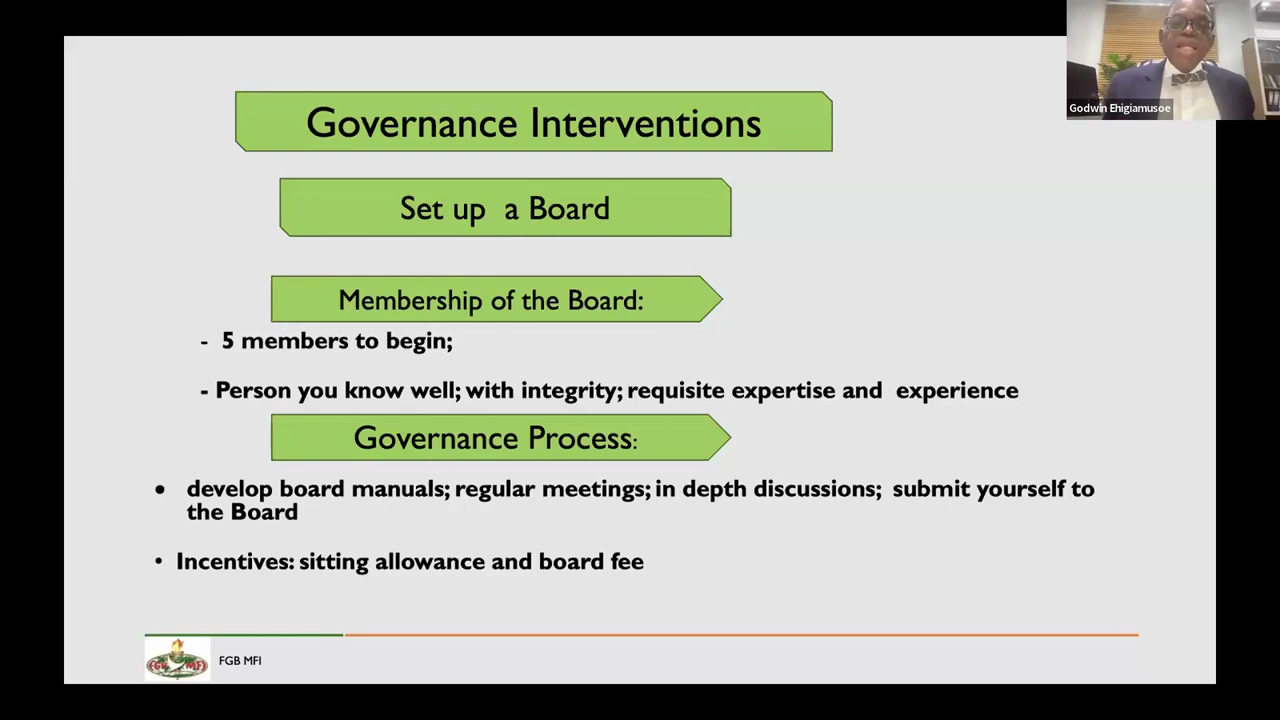 Godwin Ehigiamusoe
Governance Interventions
Set up a Board
Membership of the Board:
- 5 members to begin;
- Person you know well; with integrity; requisite expertise and experience
Governance Process:
• develop board manuals; regular meetings; in depth discussions; submit yourself to
the Board
• Incentives: sitting allowance and board fee
FGB MFI
FGB MFI